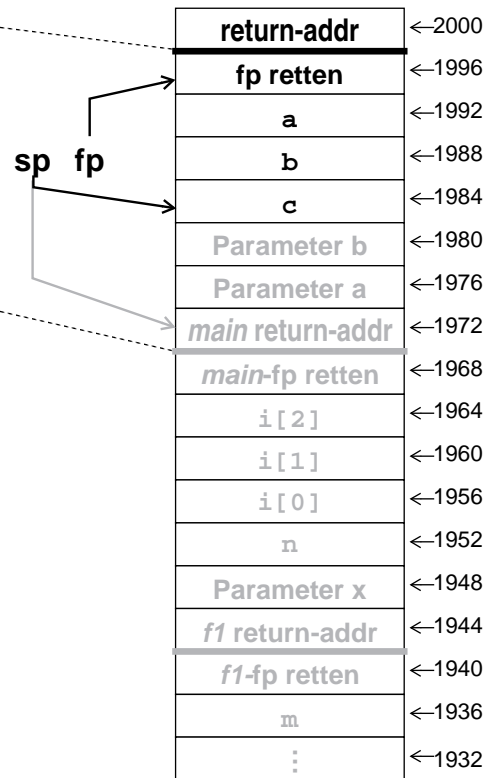 return-addr ←2000
fp retten ←1996
a ←1992
b ←1988
sp fp
c ←1984
Parameter b ←1980
Parameter a ←1976
main return-addr ←1972
main-fp retten ←1968
i[2] ←1964
i[1] ←1960
i[0] ←1956
n ←1952
Parameter x ←1948
f1 return-addr ←1944
f1-fp retten ←1940
m ←1936
⋮ ←1932